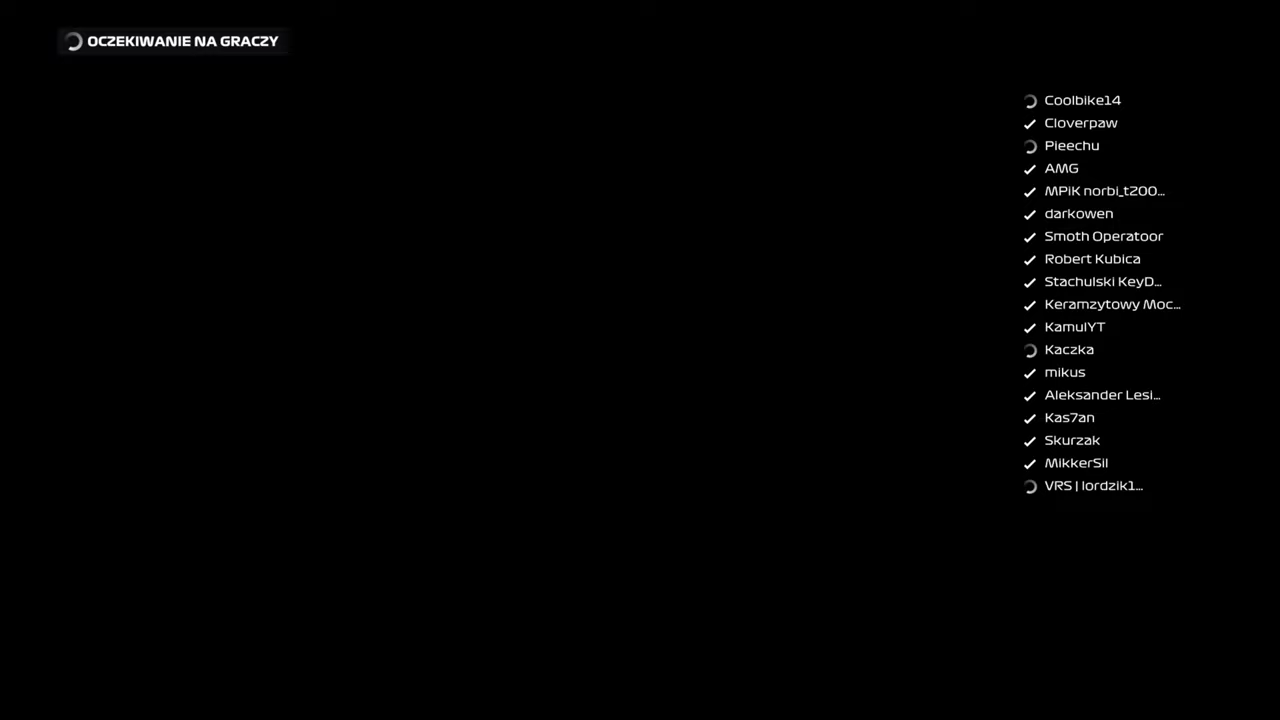 OCZEKIWANIE NA GRACZY
Coolbike14
Cloverpaw
Pieechu
AMG
MPiK norbi_t200...
darkowen
Smoth Operatoor
Robert Kubica
Stachulski KeyD...
Keramzytowy Moc...
KamulYT
Kaczka
mikus
Aleksander Lesi...
Kas7an
Skurzak
MikkerSil
VRS | lordzik1...